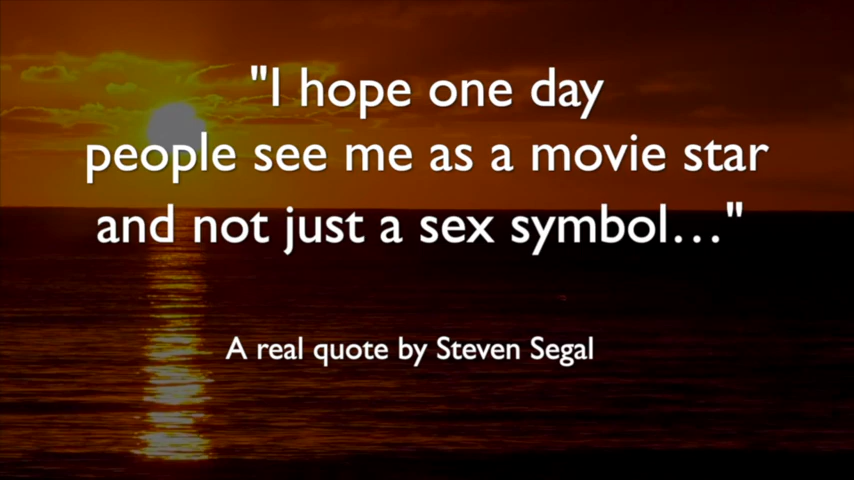 "I hope one day
people see me as a movie star
and not just a sex symbol..."
A real quote by Steven Segal